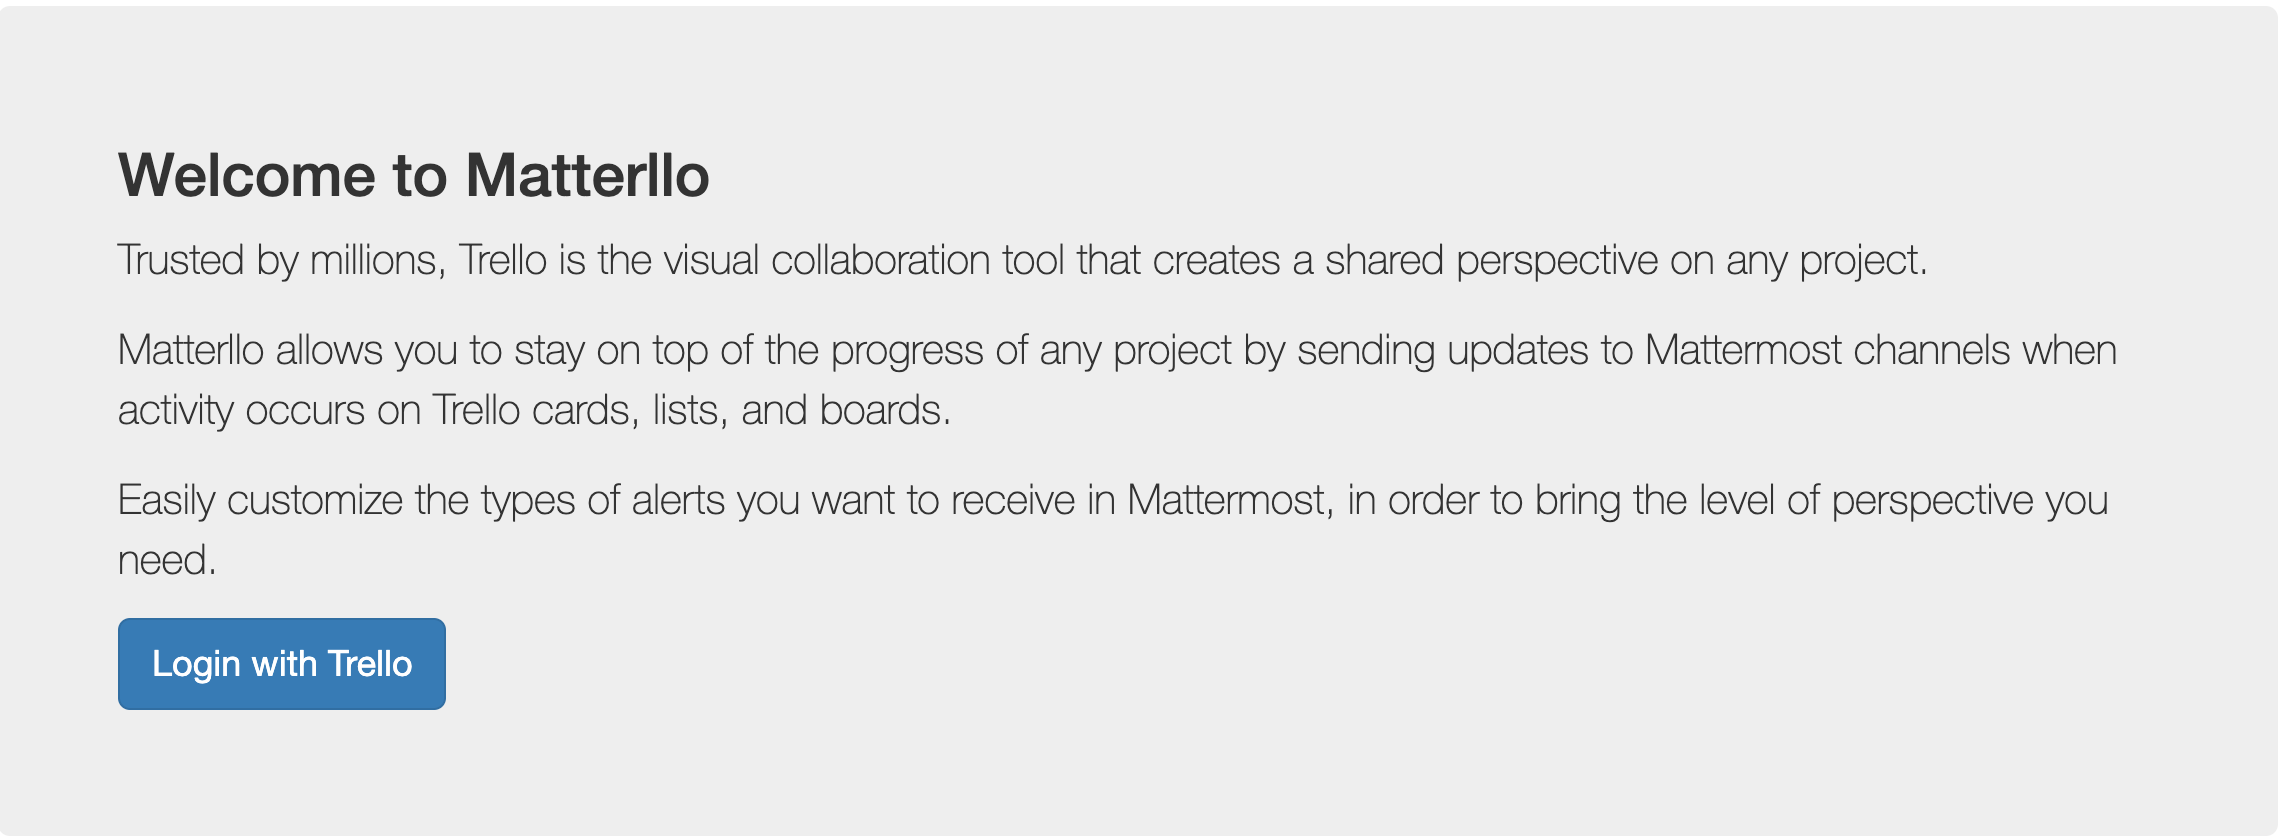 Welcome to Matterllo
Trusted by millions, Trello is the visual collaboration tool that creates a shared perspective on any project.
Matterllo allows you to stay on top of the progress of any project by sending updates to Mattermost channels when
activity occurs on Trello cards, lists, and boards.
Easily customize the types of alerts you want to receive in Mattermost, in order to bring the level of perspective you
need.
Login with Trello